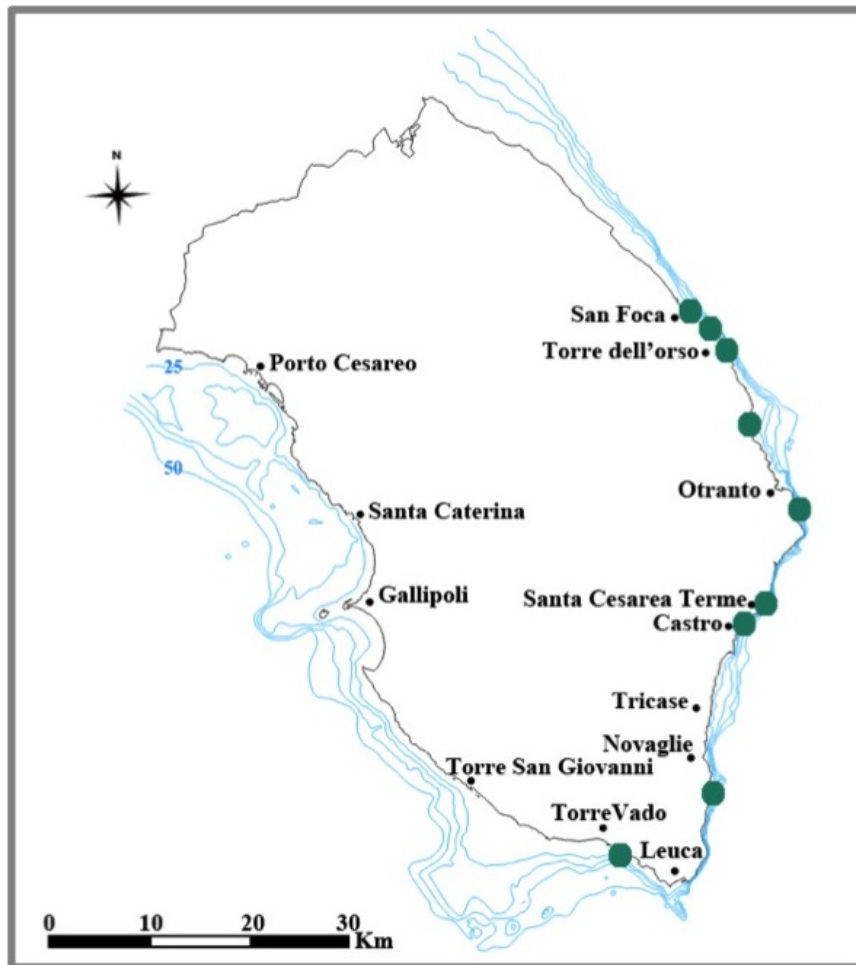 N
San Foca
Torre dell'orso
25
Porto Cesareo
50
Otranto
Santa Caterina
Gallipoli
Santa Cesarea Terme
Castro
Tricase
Novaglie
Torre San Giovanni
TorreVado
Leuca
0 10 20 30
Km